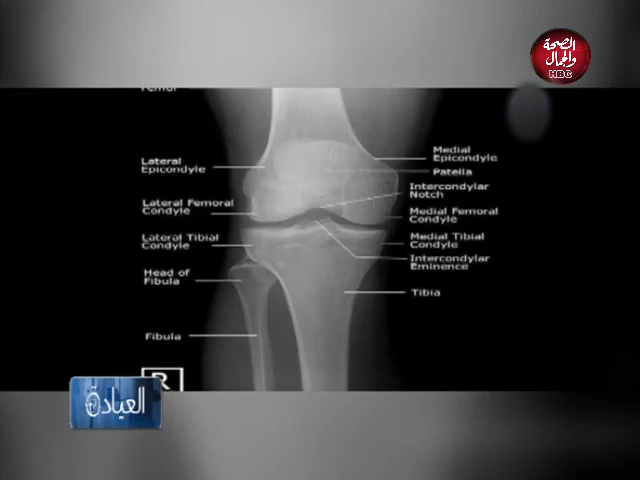 الصحة
والجمال
HBC
Femur
Lateral
Epicondyle
Lateral Femoral
Condyle
Lateral Tibial
Condyle
Head of
Fibula
Fibula
Medial
Epicondyle
Patella
Intercondylar
Notch
Medial Femoral
Condyle
Medial Tibial
Condyle
Intercondylar
Eminence
Tibia
R
العيادة